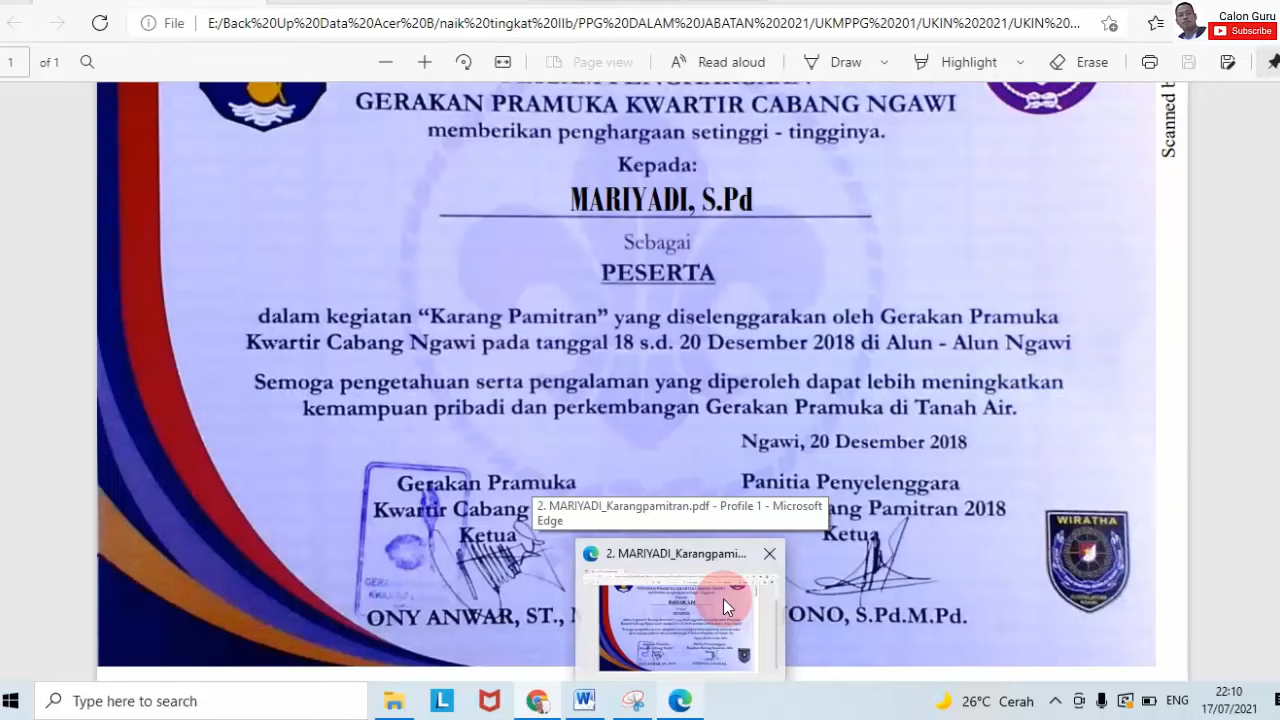 File
E:/Back%20Up%20Data%20Acer%20B/naik%20tingkat%20IIb/PPG%20DALAM%20JABATAN%202021/UKMPPG%20201/UKIN%202021/UKIN%20...
Calon Guru
Subscribe
1 of 1
Page view
Read aloud
Draw
Highlight
Erase
GERAKAN PRAMUKA KWARTIR CABANG NGAWI
memberikan penghargaan setinggi - tingginya.
Kepada:
MARIYADI, S.Pd
Sebagai
PESERTA
dalam kegiatan “Karang Pamitran” yang diselenggarakan oleh Gerakan Pramuka
Kwartir Cabang Ngawi pada tanggal 18 s.d. 20 Desember 2018 di Alun - Alun Ngawi
Semoga pengetahuan serta pengalaman yang diperoleh dapat lebih meningkatkan
kemampuan pribadi dan perkembangan Gerakan Pramuka di Tanah Air.
Ngawi, 20 Desember 2018
Gerakan Pramuka
Kwartir Cabang
Ketua
ONY ANWAR, ST.,
Panitia Penyelenggara
ang Pamitran 2018
Ketua
ONO, S.Pd.M.Pd.
WIRATHA
Scanned
2. MARIYADI_Karangpamitran.pdf - Profile 1 - Microsoft
Edge
2. MARIYADI_Karangpami...
Type here to search
26°C Cerah
ENG
22:10
17/07/2021